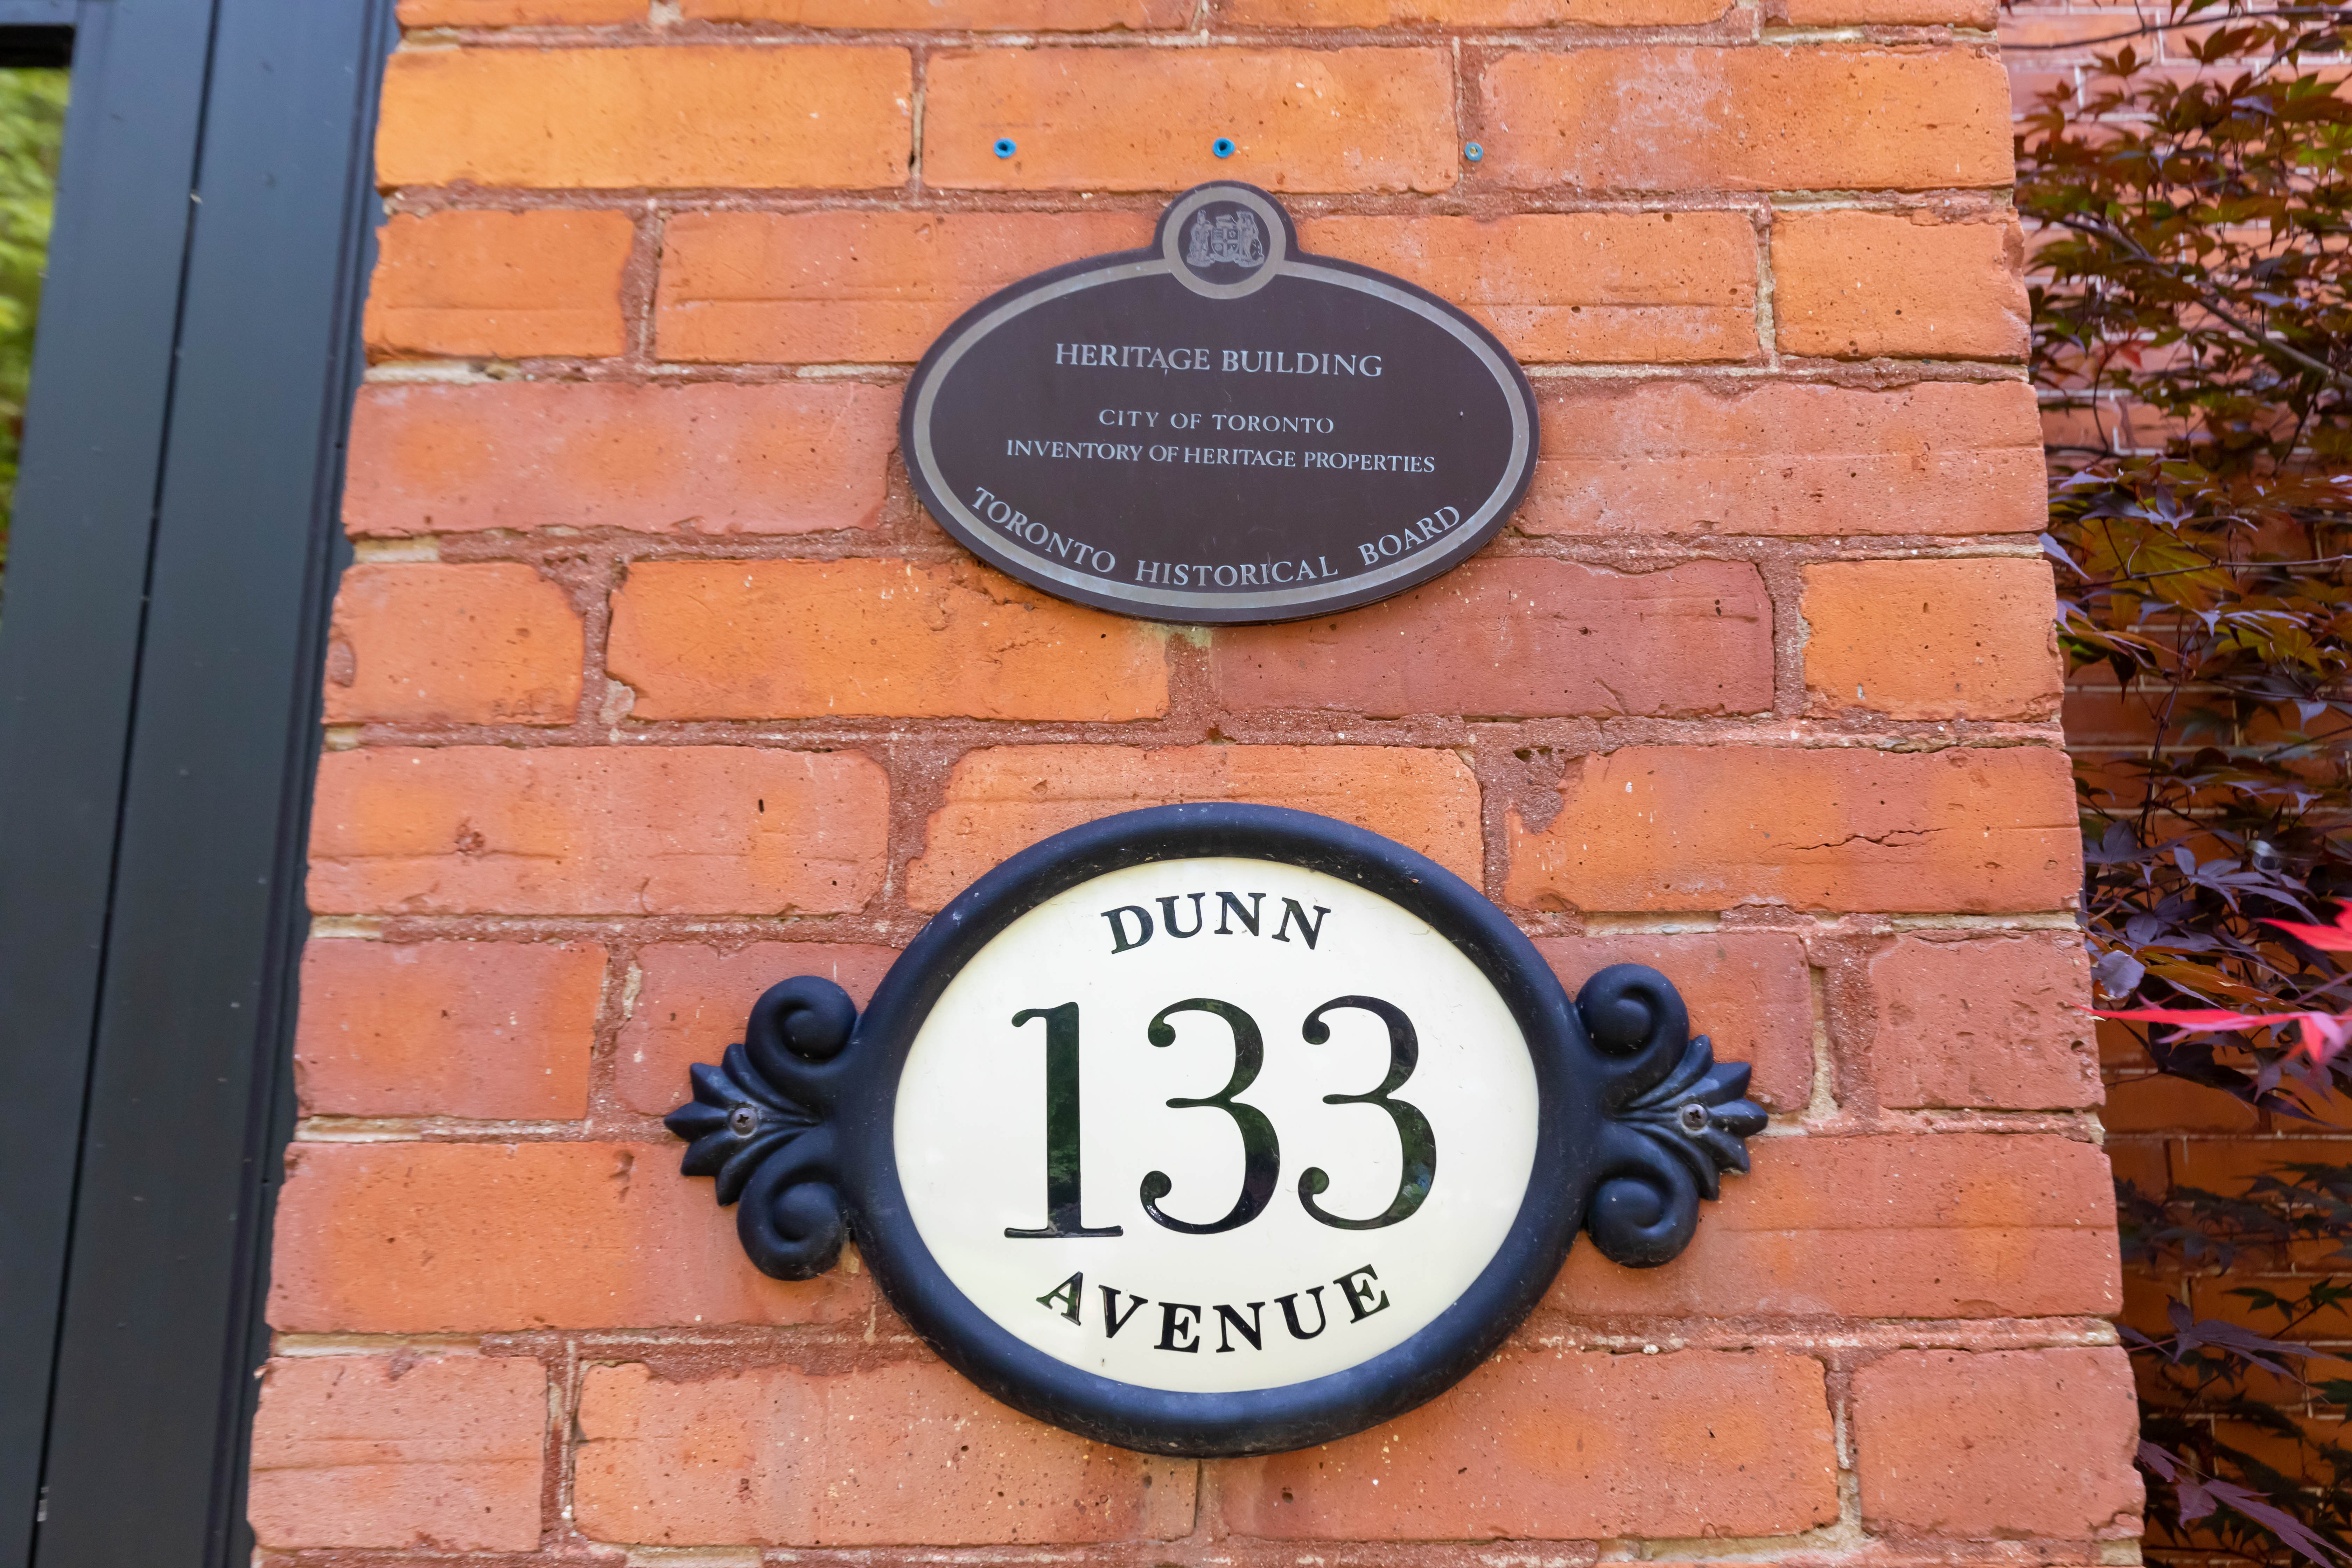 HERITAGE BUILDING
CITY OF TORONTO
INVENTORY OF HERITAGE PROPERTIES
TORONTO HISTORICAL BOARD
DUNN
133
AVENUE